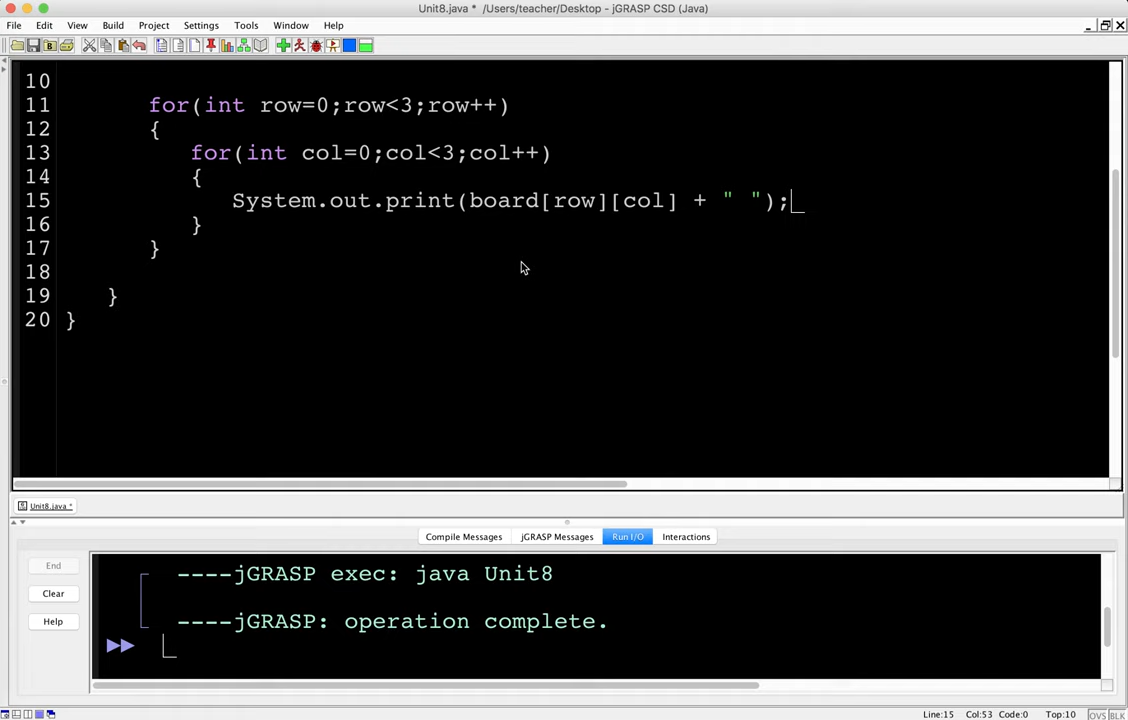 Unit8.java * /Users/teacher/Desktop - jGRASP CSD (Java)
File Edit View Build Project Settings Tools Window Help
10
11 for(int row=0;row<3;row++)
12 {
13 for(int col=0;col<3;col++)
14 {
15 System.out.print(board[row][col] + " ");
16 }
17 }
18
19 }
20 }
Unit8.java *
Compile Messages jGRASP Messages Run I/O Interactions
End
Clear
Help
----jGRASP exec: java Unit8
----jGRASP: operation complete.
Line:15 Col:53 Code:0 Top:10 OVS BLK